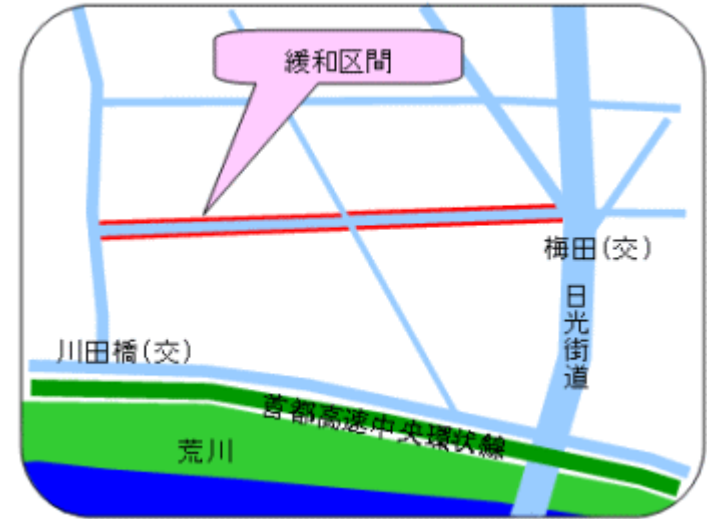 緩和区間
梅田(交)
日光街道
川田橋(交)
首都高速中央環状線
荒川